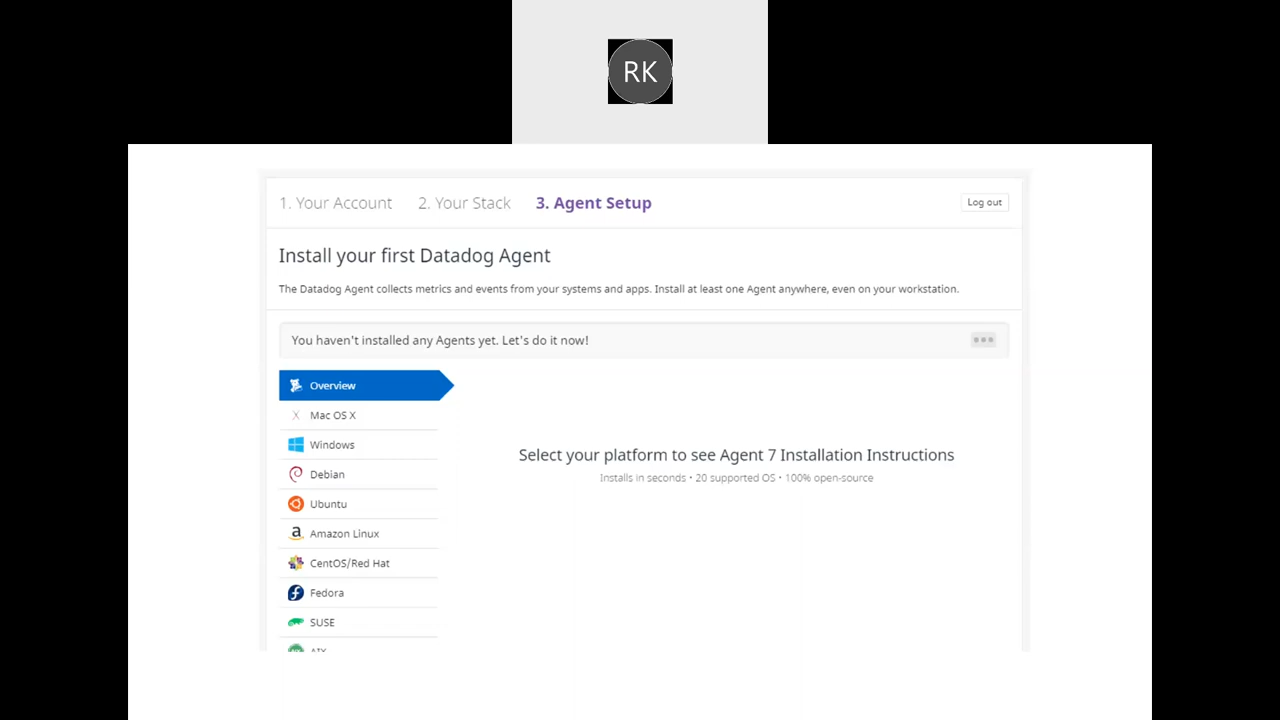 RK
1. Your Account 2. Your Stack 3. Agent Setup Log out
Install your first Datadog Agent
The Datadog Agent collects metrics and events from your systems and apps. Install at least one Agent anywhere, even on your workstation.
You haven't installed any Agents yet. Let's do it now!
Overview
Mac OS X
Windows
Debian
Ubuntu
Amazon Linux
CentOS/Red Hat
Fedora
SUSE
AIX
Select your platform to see Agent 7 Installation Instructions
Installs in seconds • 20 supported OS • 100% open-source